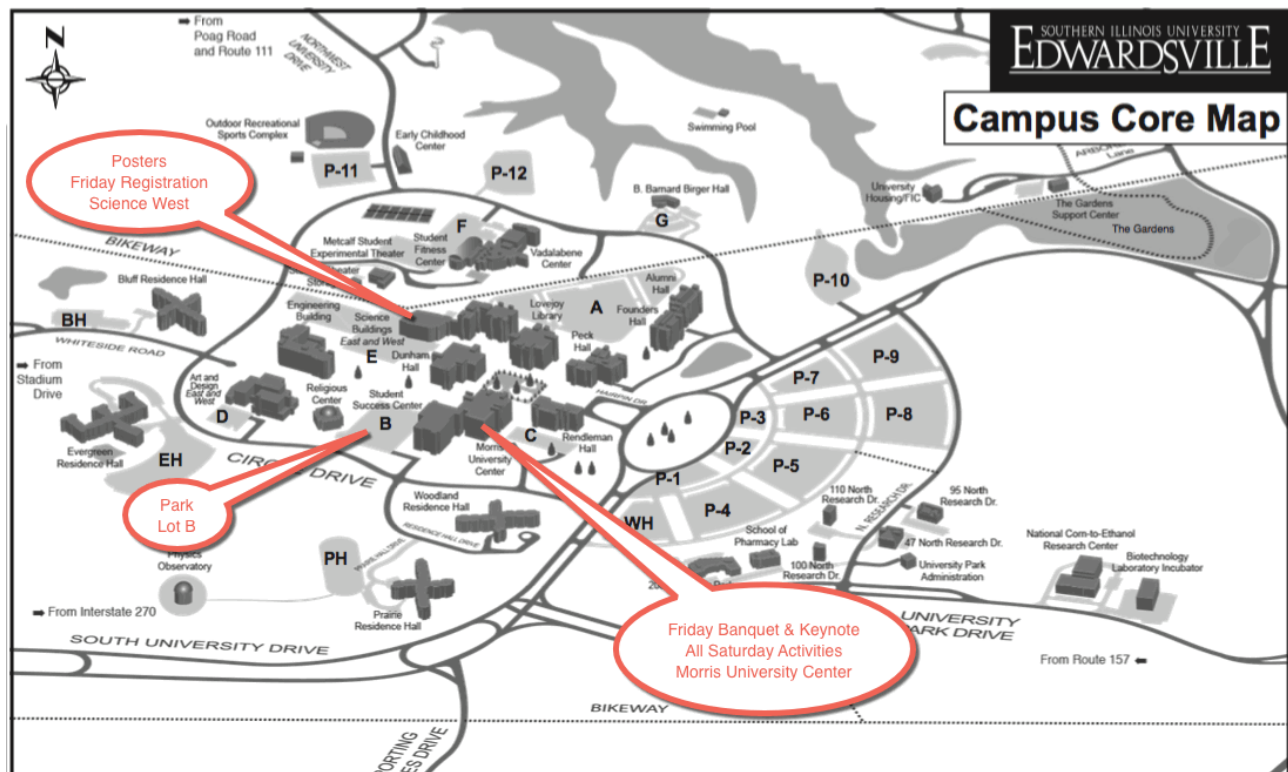 From
Poag Road
and Route 111
N
NORTHWEST
UNIVERSITY
DRIVE
SOUTHERN ILLINOIS UNIVERSITY
EDWARDSVILLE
Campus Core Map
Outdoor Recreational
Sports Complex
Early Childhood
Center
P-11
P-12
Swimming Pool
Lane
B. Barnard Birger Hall
G
University
Housing/FIC
The Gardens
Support Center
The Gardens
Posters
Friday Registration
Science West
BIKEWAY
Metcalf Student
Experimental Theater
Student
Fitness
Center
F
Vadalabene
Center
P-10
Bluff Residence Hall
BH
WHITESIDE ROAD
Engineering
Building
Science
Buildings
East and West
E
Dunham
Hall
Lovejoy
Library
A
Alumni
Hall
Founders
Hall
Peck
Hall
From
Stadium
Drive
Art and
Design
East and
West
D
Religious
Center
Student
Success Center
B
HAIRPIN DR.
P-9
P-7
P-3
P-6
P-8
P-2
P-5
P-1
P-4
WH
C
Rendleman
Hall
Morris
University
Center
Evergreen
Residence Hall
EH
CIRCLE DRIVE
Park
Lot B
Woodland
Residence Hall
RESIDENCE HALL DRIVE
PRAIRIE HALL DRIVE
PH
Physics
Observatory
Prairie
Residence Hall
110 North
Research Dr.
N. RESEARCH DR.
95 North
Research Dr.
School of
Pharmacy Lab
47 North Research Dr.
100 North
Research Dr.
University Park
Administration
National Corn-to-Ethanol
Research Center
Biotechnology
Laboratory Incubator
From Interstate 270
SOUTH UNIVERSITY DRIVE
Friday Banquet & Keynote
All Saturday Activities
Morris University Center
UNIVERSITY
PARK DRIVE
From Route 157
BIKEWAY